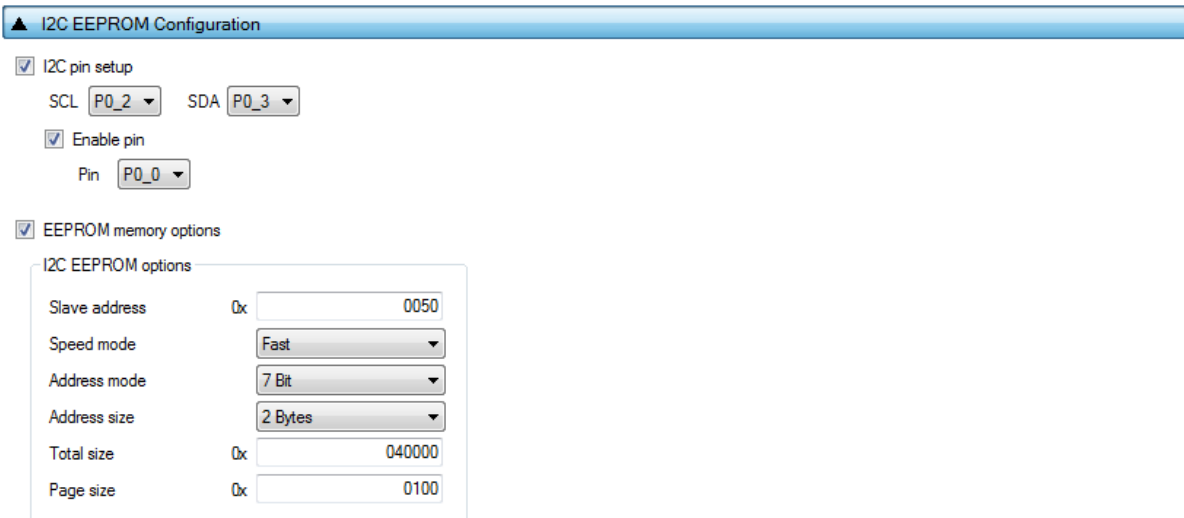 I2C EEPROM Configuration
I2C pin setup
SCL P0_2 SDA P0_3
Enable pin
Pin P0_0
EEPROM memory options
I2C EEPROM options
Slave address 0x 0050
Speed mode Fast
Address mode 7 Bit
Address size 2 Bytes
Total size 0x 040000
Page size 0x 0100